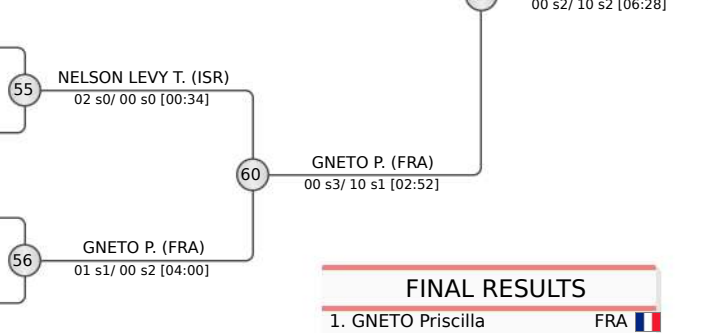 00 s2/ 10 s2 [06:28]
NELSON LEVY T. (ISR)
55
02 s0/ 00 s0 [00:34]
GNETO P. (FRA)
60
00 s3/ 10 s1 [02:52]
GNETO P. (FRA)
56
01 s1/ 00 s2 [04:00]
FINAL RESULTS
1. GNETO Priscilla FRA